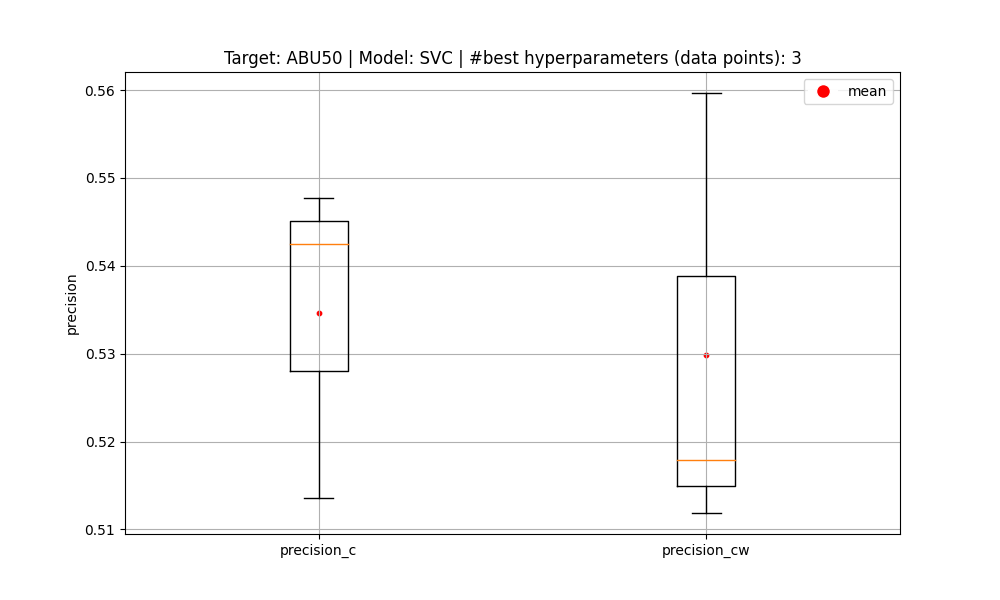 Target: ABU50 | Model: SVC | #best hyperparameters (data points): 3
mean
0.56
0.55
0.54
0.53
0.52
0.51
precision
precision_c
precision_cw